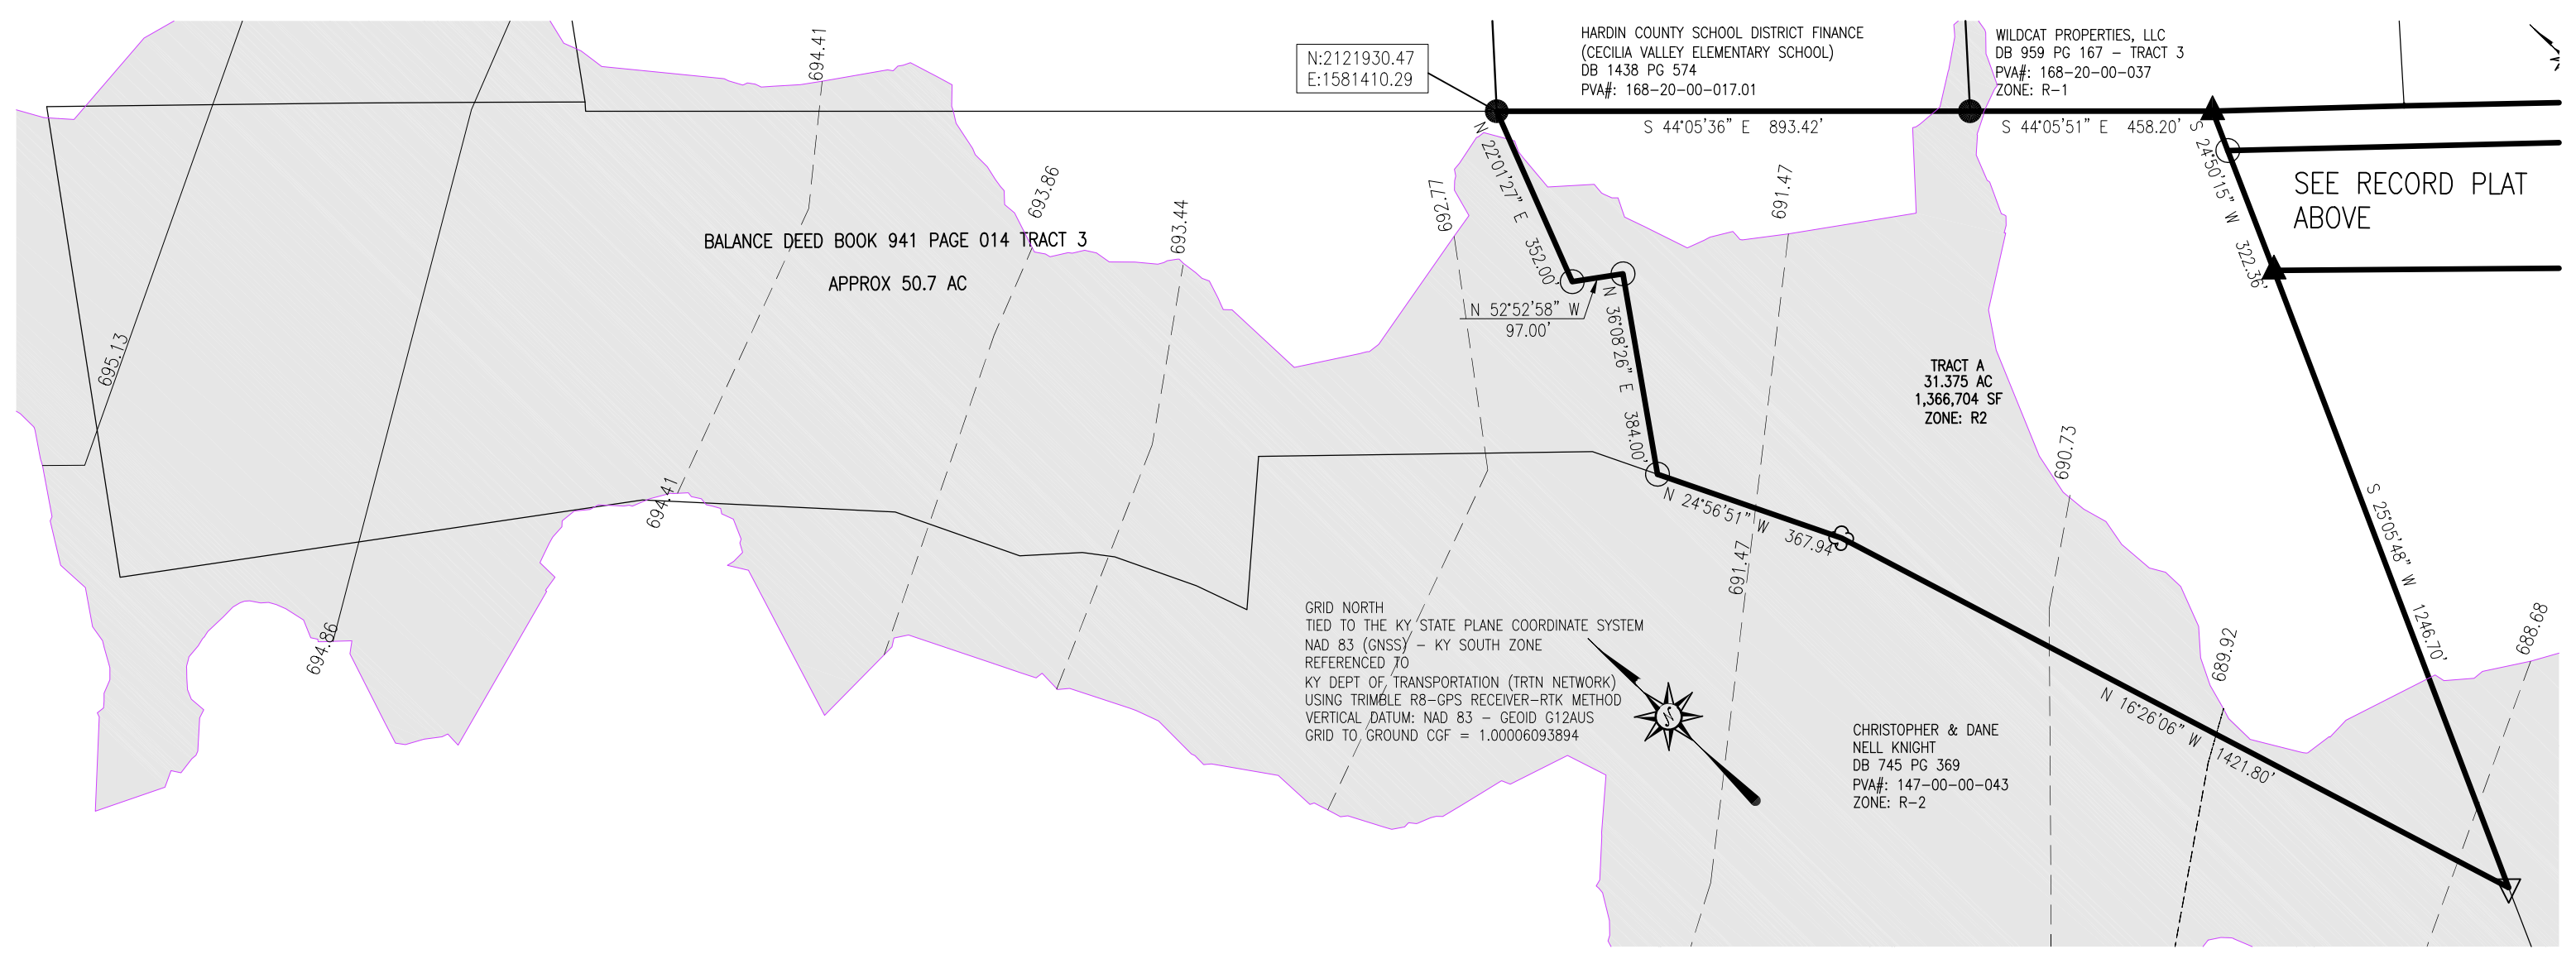 694.41
N:2121930.47
E:1581410.29
HARDIN COUNTY SCHOOL DISTRICT FINANCE
(CECILIA VALLEY ELEMENTARY SCHOOL)
DB 1438 PG 574
PVA#: 168-20-00-017.01
WILDCAT PROPERTIES, LLC
DB 959 PG 167 - TRACT 3
PVA#: 168-20-00-037
ZONE: R-1
S 44°05'36" E 893.42'
S 44°05'51" E 458.20'
N 22°01'27" E 352.00'
S 24°50'15" W 322.36'
SEE RECORD PLAT
ABOVE
693.86
693.44
692.77
691.47
BALANCE DEED BOOK 941 PAGE 014 TRACT 3
APPROX 50.7 AC
N 52°52'58" W
97.00'
N 36°08'26" E 384.00'
695.13
TRACT A
31.375 AC
1,366,704 SF
ZONE: R2
690.73
694.41
N 24°56'51" W 367.94'
S 25°05'48" W 1246.70'
691.47
694.86
689.92
688.68
GRID NORTH
TIED TO THE KY STATE PLANE COORDINATE SYSTEM
NAD 83 (GNSS) - KY SOUTH ZONE
REFERENCED TO
KY DEPT OF TRANSPORTATION (TRTN NETWORK)
USING TRIMBLE R8-GPS RECEIVER-RTK METHOD
VERTICAL DATUM: NAD 83 - GEOID G12AUS
GRID TO GROUND CGF = 1.00006093894
N
N 16°26'06" W 1421.80'
CHRISTOPHER & DANE
NELL KNIGHT
DB 745 PG 369
PVA#: 147-00-00-043
ZONE: R-2